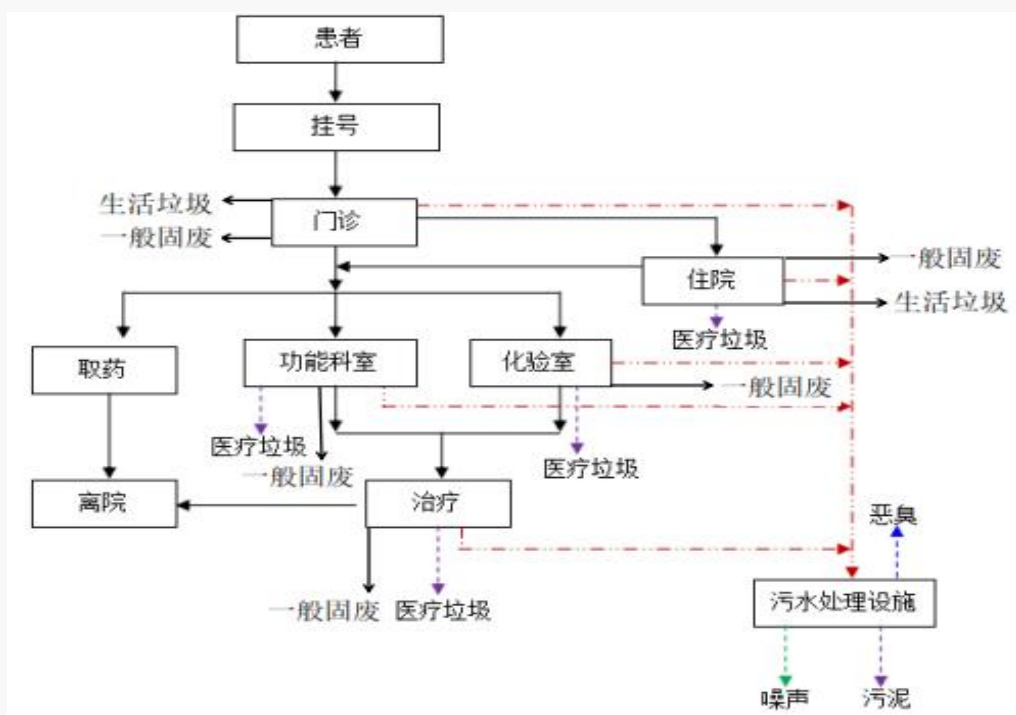 患者
挂号
生活垃圾
门诊
一般固废
一般固废
住院
生活垃圾
医疗垃圾
取药
功能科室
化验室
一般固废
医疗垃圾
一般固废
医疗垃圾
离院
治疗
恶臭
一般固废
医疗垃圾
污水处理设施
噪声
污泥